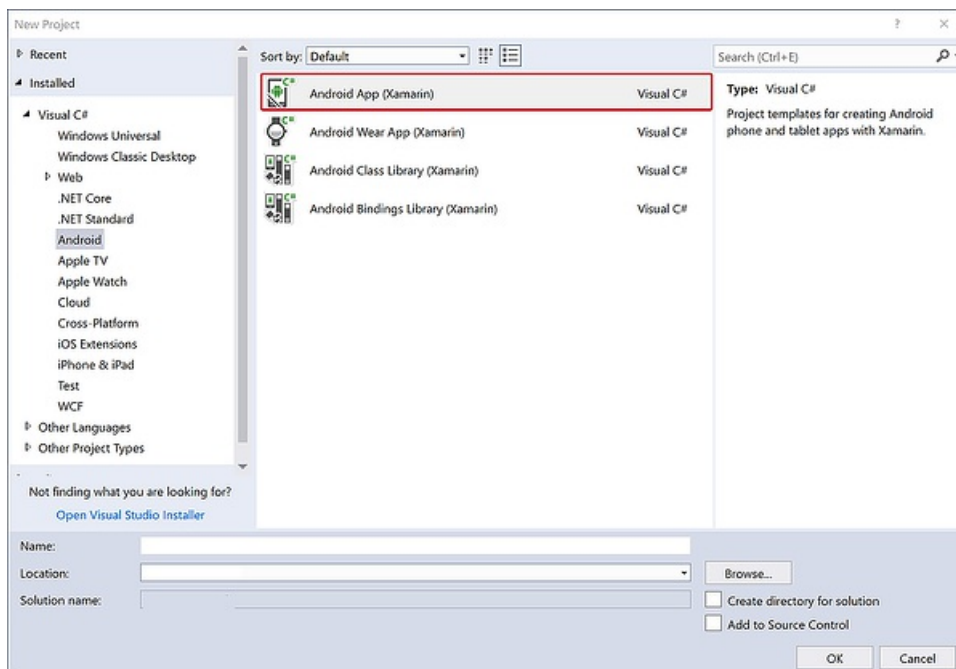 New Project
? ×
Recent
Installed
Visual C#
Windows Universal
Windows Classic Desktop
Web
.NET Core
.NET Standard
Android
Apple TV
Apple Watch
Cloud
Cross-Platform
iOS Extensions
iPhone & iPad
Test
WCF
Other Languages
Other Project Types
Not finding what you are looking for?
Open Visual Studio Installer
Sort by: Default
Android App (Xamarin) Visual C#
Android Wear App (Xamarin) Visual C#
Android Class Library (Xamarin) Visual C#
Android Bindings Library (Xamarin) Visual C#
Search (Ctrl+E)
Type: Visual C#
Project templates for creating Android
phone and tablet apps with Xamarin.
Name:
Location:
Browse...
Solution name:
Create directory for solution
Add to Source Control
OK Cancel